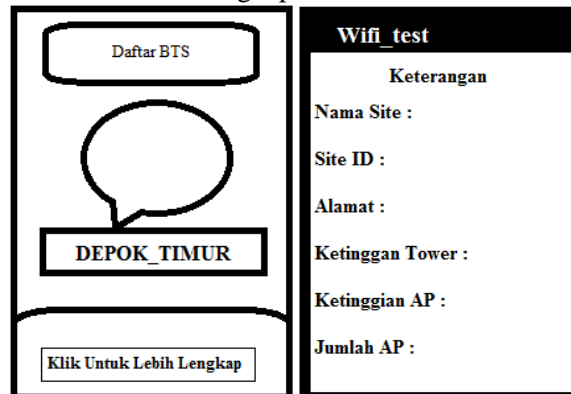 Daftar BTS
DEPOK_TIMUR
Klik Untuk Lebih Lengkap
Wifi_test
Keterangan
Nama Site :
Site ID :
Alamat :
Ketinggan Tower :
Ketinggian AP :
Jumlah AP :